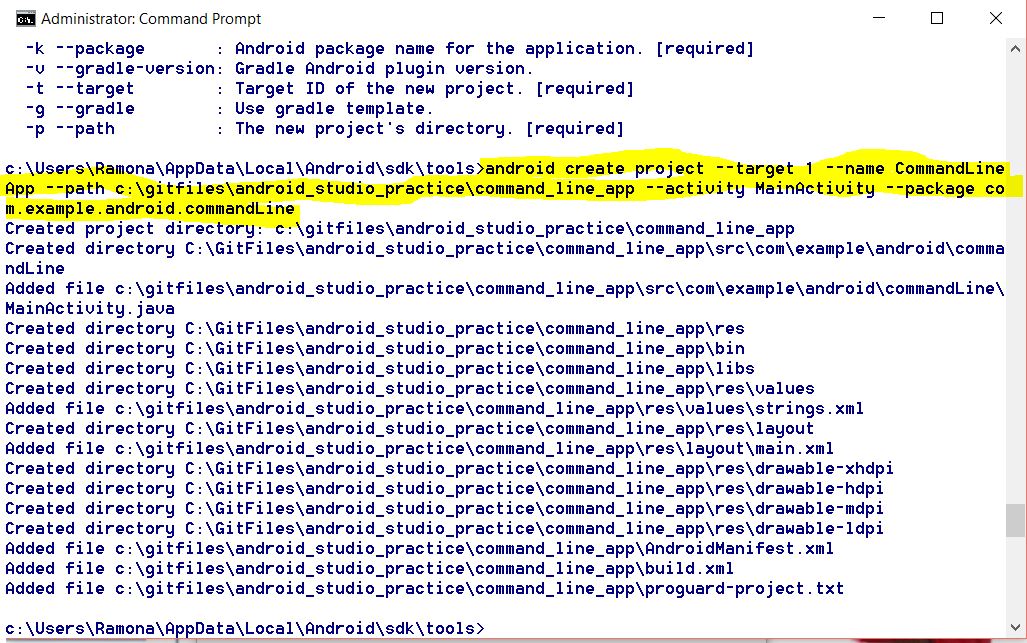 Administrator: Command Prompt
-k --package        : Android package name for the application. [required]
-v --gradle-version: Gradle Android plugin version.
-t --target         : Target ID of the new project. [required]
-g --gradle         : Use gradle template.
-p --path           : The new project's directory. [required]
c:\Users\Ramona\AppData\Local\Android\sdk\tools>android create project --target 1 --name CommandLine
App --path c:\gitfiles\android_studio_practice\command_line_app --activity MainActivity --package co
m.example.android.commandLine
Created project directory: c:\gitfiles\android_studio_practice\command_line_app
Created directory C:\GitFiles\android_studio_practice\command_line_app\src\com\example\android\comma
ndLine
Added file c:\gitfiles\android_studio_practice\command_line_app\src\com\example\android\commandLine\
MainActivity.java
Created directory C:\GitFiles\android_studio_practice\command_line_app\res
Created directory C:\GitFiles\android_studio_practice\command_line_app\bin
Created directory C:\GitFiles\android_studio_practice\command_line_app\libs
Created directory C:\GitFiles\android_studio_practice\command_line_app\res\values
Added file c:\gitfiles\android_studio_practice\command_line_app\res\values\strings.xml
Created directory C:\GitFiles\android_studio_practice\command_line_app\res\layout
Added file c:\gitfiles\android_studio_practice\command_line_app\res\layout\main.xml
Created directory C:\GitFiles\android_studio_practice\command_line_app\res\drawable-xhdpi
Created directory C:\GitFiles\android_studio_practice\command_line_app\res\drawable-hdpi
Created directory C:\GitFiles\android_studio_practice\command_line_app\res\drawable-mdpi
Created directory C:\GitFiles\android_studio_practice\command_line_app\res\drawable-ldpi
Added file c:\gitfiles\android_studio_practice\command_line_app\AndroidManifest.xml
Added file c:\gitfiles\android_studio_practice\command_line_app\build.xml
Added file c:\gitfiles\android_studio_practice\command_line_app\proguard-project.txt
c:\Users\Ramona\AppData\Local\Android\sdk\tools>